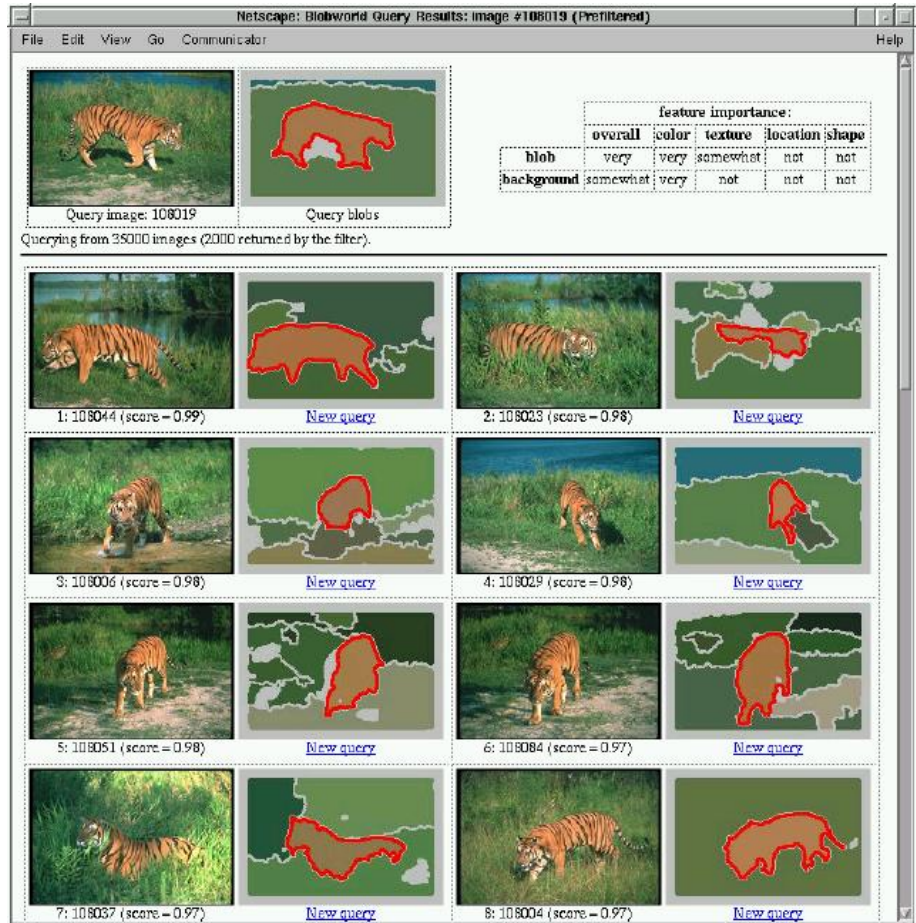 Netscape: Blobworld Query Results: image #108019 (Prefiltered)
File Edit View Go Communicator Help
feature importance:
overall color texture location shape
blob very very somewhat not not
background somewhat very not not not
Query image: 108019 Query blobs
Querying from 35000 images (2000 returned by the filter).
1: 108044 (score = 0.99) New query 2: 108023 (score = 0.98) New query
3: 108006 (score = 0.98) New query 4: 108029 (score = 0.98) New query
5: 108051 (score = 0.98) New query 6: 108084 (score = 0.97) New query
7: 108037 (score = 0.97) New query 8: 108004 (score = 0.97) New query